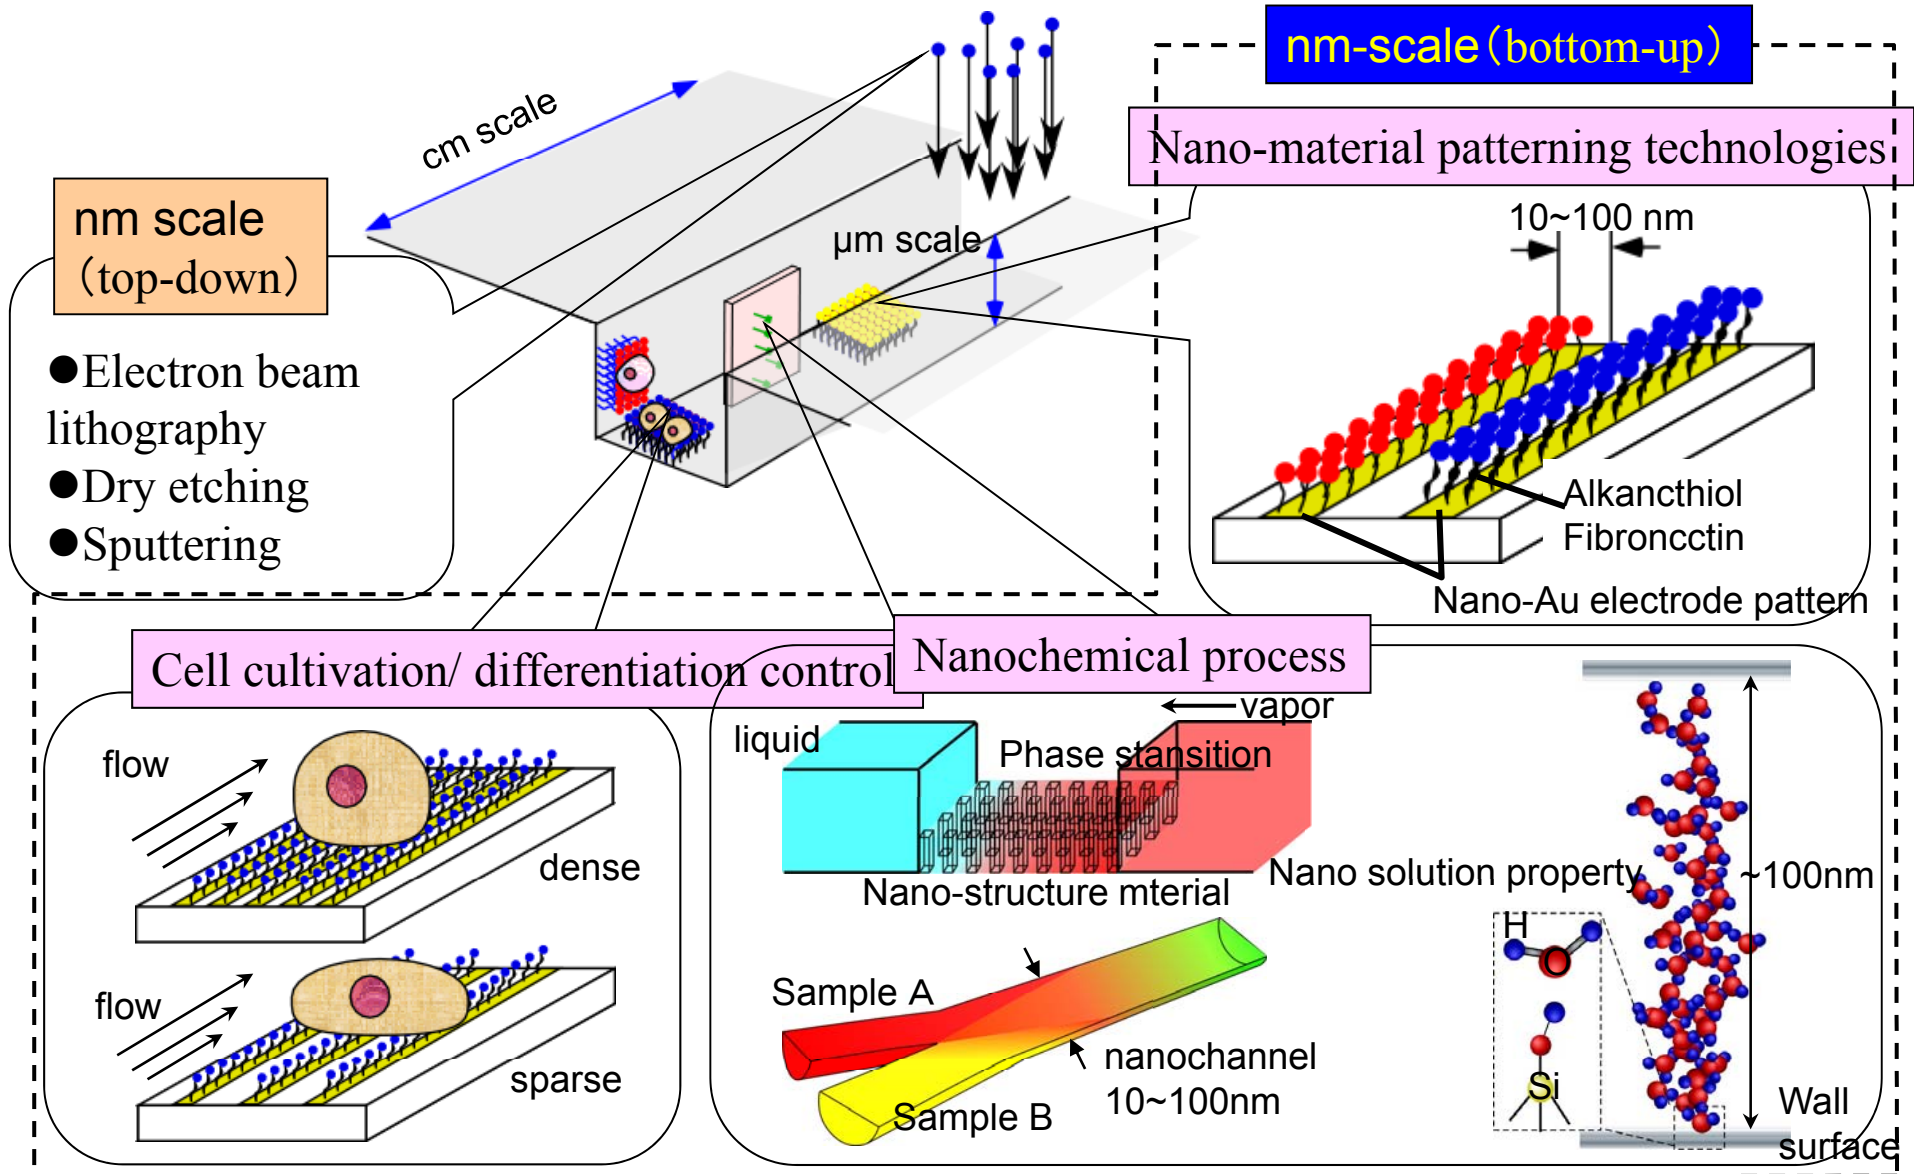 nm-scale（bottom-up）
Nano-material patterning technologies
10~100 nm
Alkancthiol
Fibroncctin
Nano-Au electrode pattern
cm scale
μm scale
nm scale
（top-down）
●Electron beam
lithography
●Dry etching
●Sputtering
Cell cultivation/ differentiation control
flow
dense
flow
sparse
Nanochemical process
vapor
liquid
Phase stansition
Nano-structure mterial
Sample A
Sample B
nanochannel
10~100nm
Nano solution property
~100nm
H
O
Si
Wall
surface